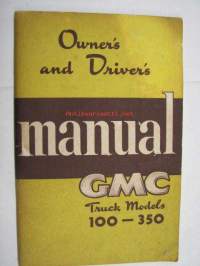 Owner's
and Driver's
manual
GMC
Truck Models
100 — 350